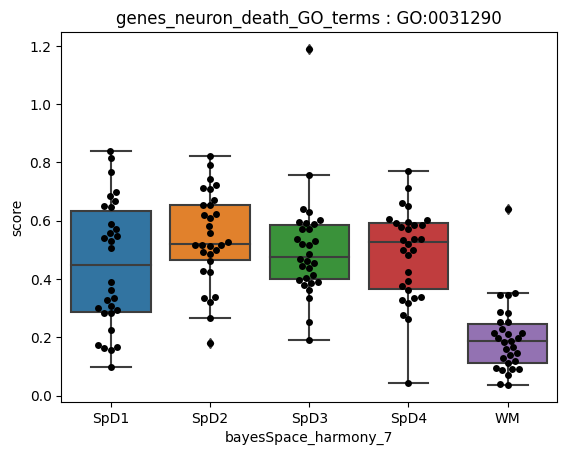 genes_neuron_death_GO_terms : GO:0031290
1.2
1.0
0.8
0.6
0.4
0.2
0.0
score
SpD1 SpD2 SpD3 SpD4 WM
bayesSpace_harmony_7